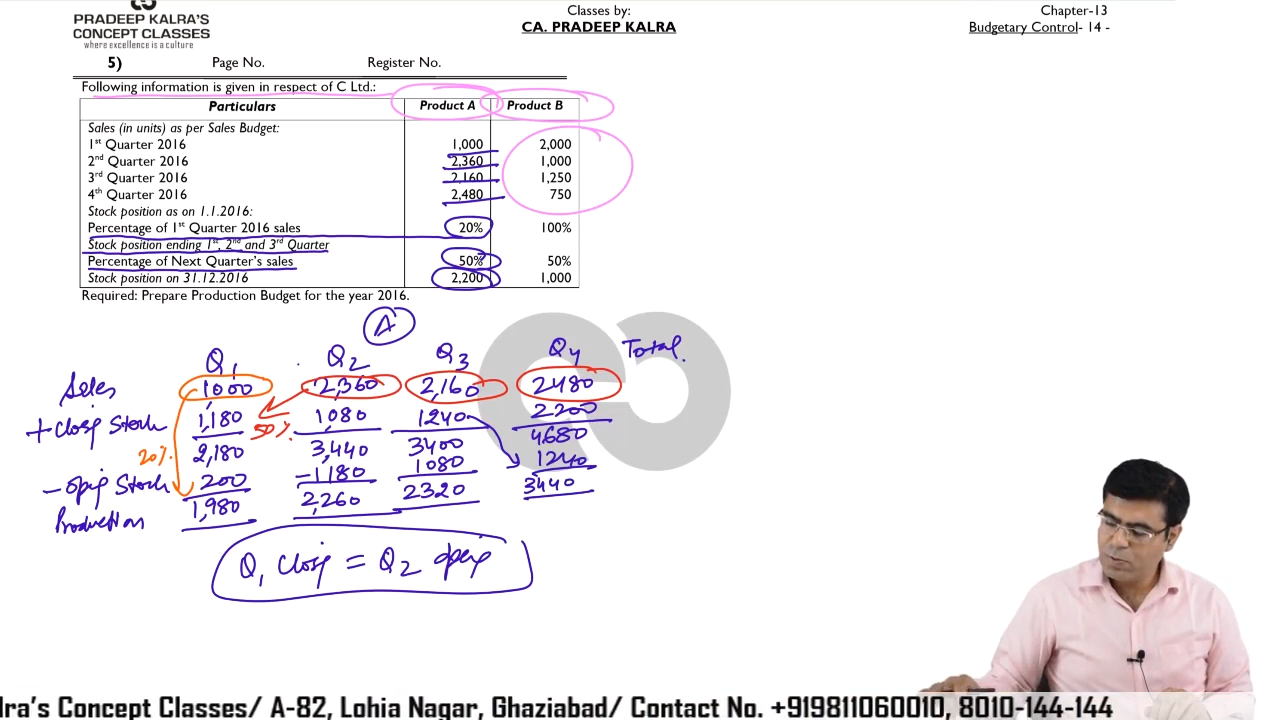 PRADEEP KALRA'S
CONCEPT CLASSES
where excellence is a culture
Classes by:
CA. PRADEEP KALRA
Chapter-13
Budgetary Control- 14 -
5) Page No. Register No.
Following information is given in respect of C Ltd.:
Particulars Product A Product B
Sales (in units) as per Sales Budget:
1st Quarter 2016 1,000 2,000
2nd Quarter 2016 2,360 1,000
3rd Quarter 2016 2,160 1,250
4th Quarter 2016 2,480 750
Stock position as on 1.1.2016:
Percentage of 1st Quarter 2016 sales 20% 100%
Stock position ending 1st, 2nd and 3rd Quarter
Percentage of Next Quarter's sales 50% 50%
Stock position on 31.12.2016 2,200 1,000
Required: Prepare Production Budget for the year 2016.
A
Q1 Q2 Q3 Q4 Total.
Sales 1000 2,360 2,160 2480
+ Closg Stock 1,180 50%. 1080 1240 2200
2,180 3,440 3400 4680
20%.
- Opig Stock 200 -1180 1080 1240
Production 1,980 2,260 2320 3440
Q1 Closg = Q2 opeig
lra's Concept Classes/ A-82, Lohia Nagar, Ghaziabad/ Contact No. +919811060010, 8010-144-144